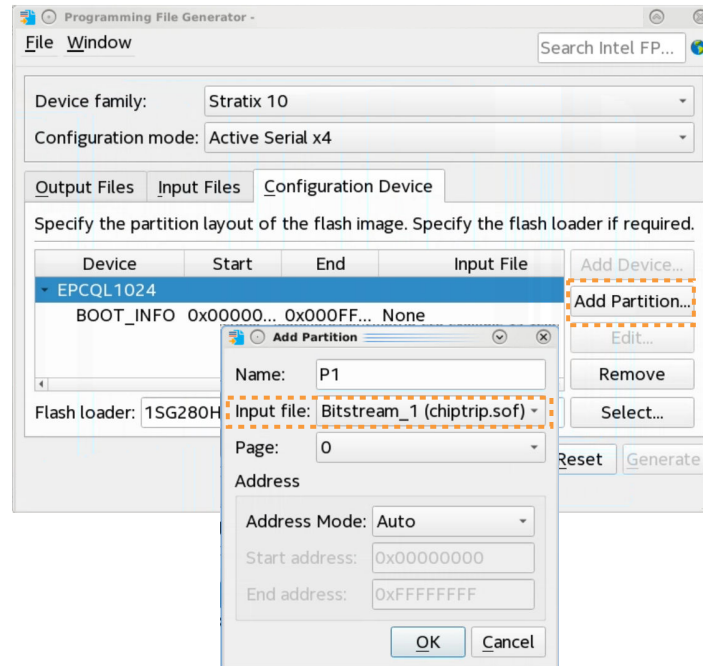 Programming File Generator -
File Window
Search Intel FP...
Device family: Stratix 10
Configuration mode: Active Serial x4
Output Files Input Files Configuration Device
Specify the partition layout of the flash image. Specify the flash loader if required.
Device Start End Input File
Add Device...
EPCQL1024
Add Partition...
BOOT_INFO 0x00000... 0x000FF... None
Edit...
Remove
Flash loader: 1SG280H
Select...
Reset Generate
Add Partition
Name: P1
Input file: Bitstream_1 (chiptrip.sof)
Page: 0
Address
Address Mode: Auto
Start address: 0x00000000
End address: 0xFFFFFFFF
OK Cancel